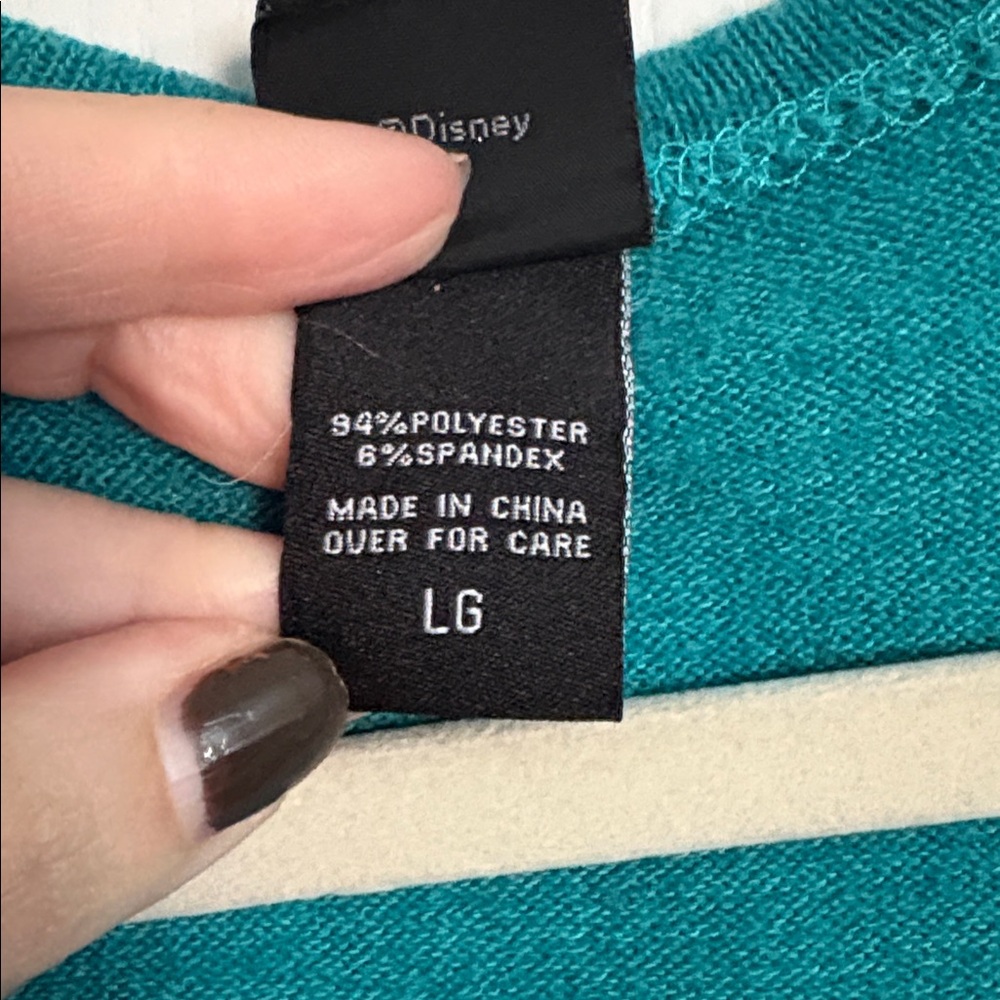 ©Disney
94%POLYESTER
6%SPANDEX
MADE IN CHINA
OVER FOR CARE
LG